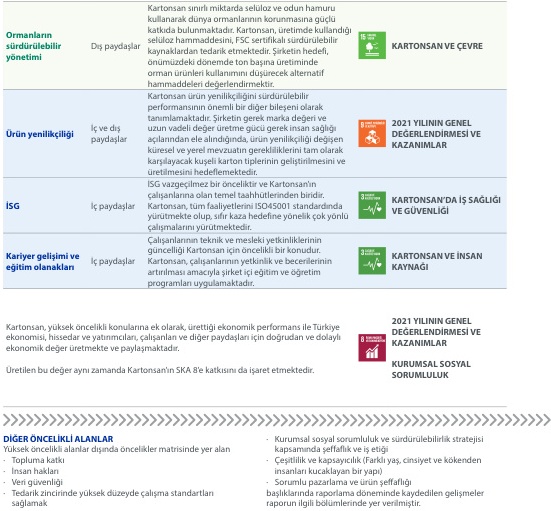 Ormanların
sürdürülebilir
yönetimi
Dış paydaşlar
Kartonsan sınırlı miktarda selüloz ve odun hamuru
kullanarak dünya ormanlarının korunmasına güçlü
katkıda bulunmaktadır. Kartonsan, üretimde kullandığı
selüloz hammaddesini, FSC sertifikalı sürdürülebilir
kaynaklardan tedarik etmektedir. Şirketin hedefi,
önümüzdeki dönemde ton başına üretiminde
orman ürünleri kullanımını düşürecek alternatif
hammaddeleri değerlendirmektir.
KARTONSAN VE ÇEVRE
Ürün yenilikçiliği
İç ve dış
paydaşlar
Kartonsan ürün yenilikçiliğini sürdürülebilir
performansının önemli bir diğer bileşeni olarak
tanımlamaktadır. Şirketin gerek marka değeri ve
uzun vadeli değer üretme gücü gerek insan sağlığı
açılarından ele alındığında, ürün yenilikçiliği değişen
küresel ve yerel mevzuatın gerekliliklerini tam olarak
karşılayacak kuşeli karton tiplerinin geliştirilmesini ve
üretilmesini hedeflemektedir.
2021 YILININ GENEL
DEĞERLENDİRMESİ VE
KAZANIMLAR
İSG
İç paydaşlar
İSG vazgeçilmez bir önceliktir ve Kartonsan'ın
çalışanlarına olan temel taahhütlerinden biridir.
Kartonsan, tüm faaliyetlerini ISO45001 standardında
yürütmekte olup, sıfır kaza hedefine yönelik çok yönlü
çalışmalarını yürütmektedir.
KARTONSAN'DA İŞ SAĞLIĞI
VE GÜVENLİĞİ
Kariyer gelişimi ve
eğitim olanakları
İç paydaşlar
Çalışanlarının teknik ve mesleki yetkinliklerinin
güncelliği Kartonsan için öncelikli bir konudur.
Kartonsan, çalışanlarının yetkinlik ve becerilerinin
artırılması amacıyla şirket içi eğitim ve öğretim
programları uygulamaktadır.
KARTONSAN VE İNSAN
KAYNAĞI
Kartonsan, yüksek öncelikli konularına ek olarak, ürettiği ekonomik performans ile Türkiye
ekonomisi, hissedar ve yatırımcıları, çalışanları ve diğer paydaşları için doğrudan ve dolaylı
ekonomik değer üretmekte ve paylaşmaktadır.
Üretilen bu değer aynı zamanda Kartonsan'ın SKA 8'e katkısını da işaret etmektedir.
2021 YILININ GENEL
DEĞERLENDİRMESİ VE
KAZANIMLAR
KURUMSAL SOSYAL
SORUMLULUK
DİĞER ÖNCELİKLİ ALANLAR
Yüksek öncelikli alanlar dışında öncelikler matrisinde yer alan
· Topluma katkı
· İnsan hakları
· Veri güvenliği
· Tedarik zincirinde yüksek düzeyde çalışma standartları
sağlamak
· Kurumsal sosyal sorumluluk ve sürdürülebilirlik stratejisi
kapsamında şeffaflık ve iş etiği
· Çeşitlilik ve kapsayıcılık (Farklı yaş, cinsiyet ve kökenden
insanları kucaklayan bir yapı)
· Sorumlu pazarlama ve ürün şeffaflığı
başlıklarında raporlama döneminde kaydedilen gelişmeler
raporun ilgili bölümlerinde yer verilmiştir.